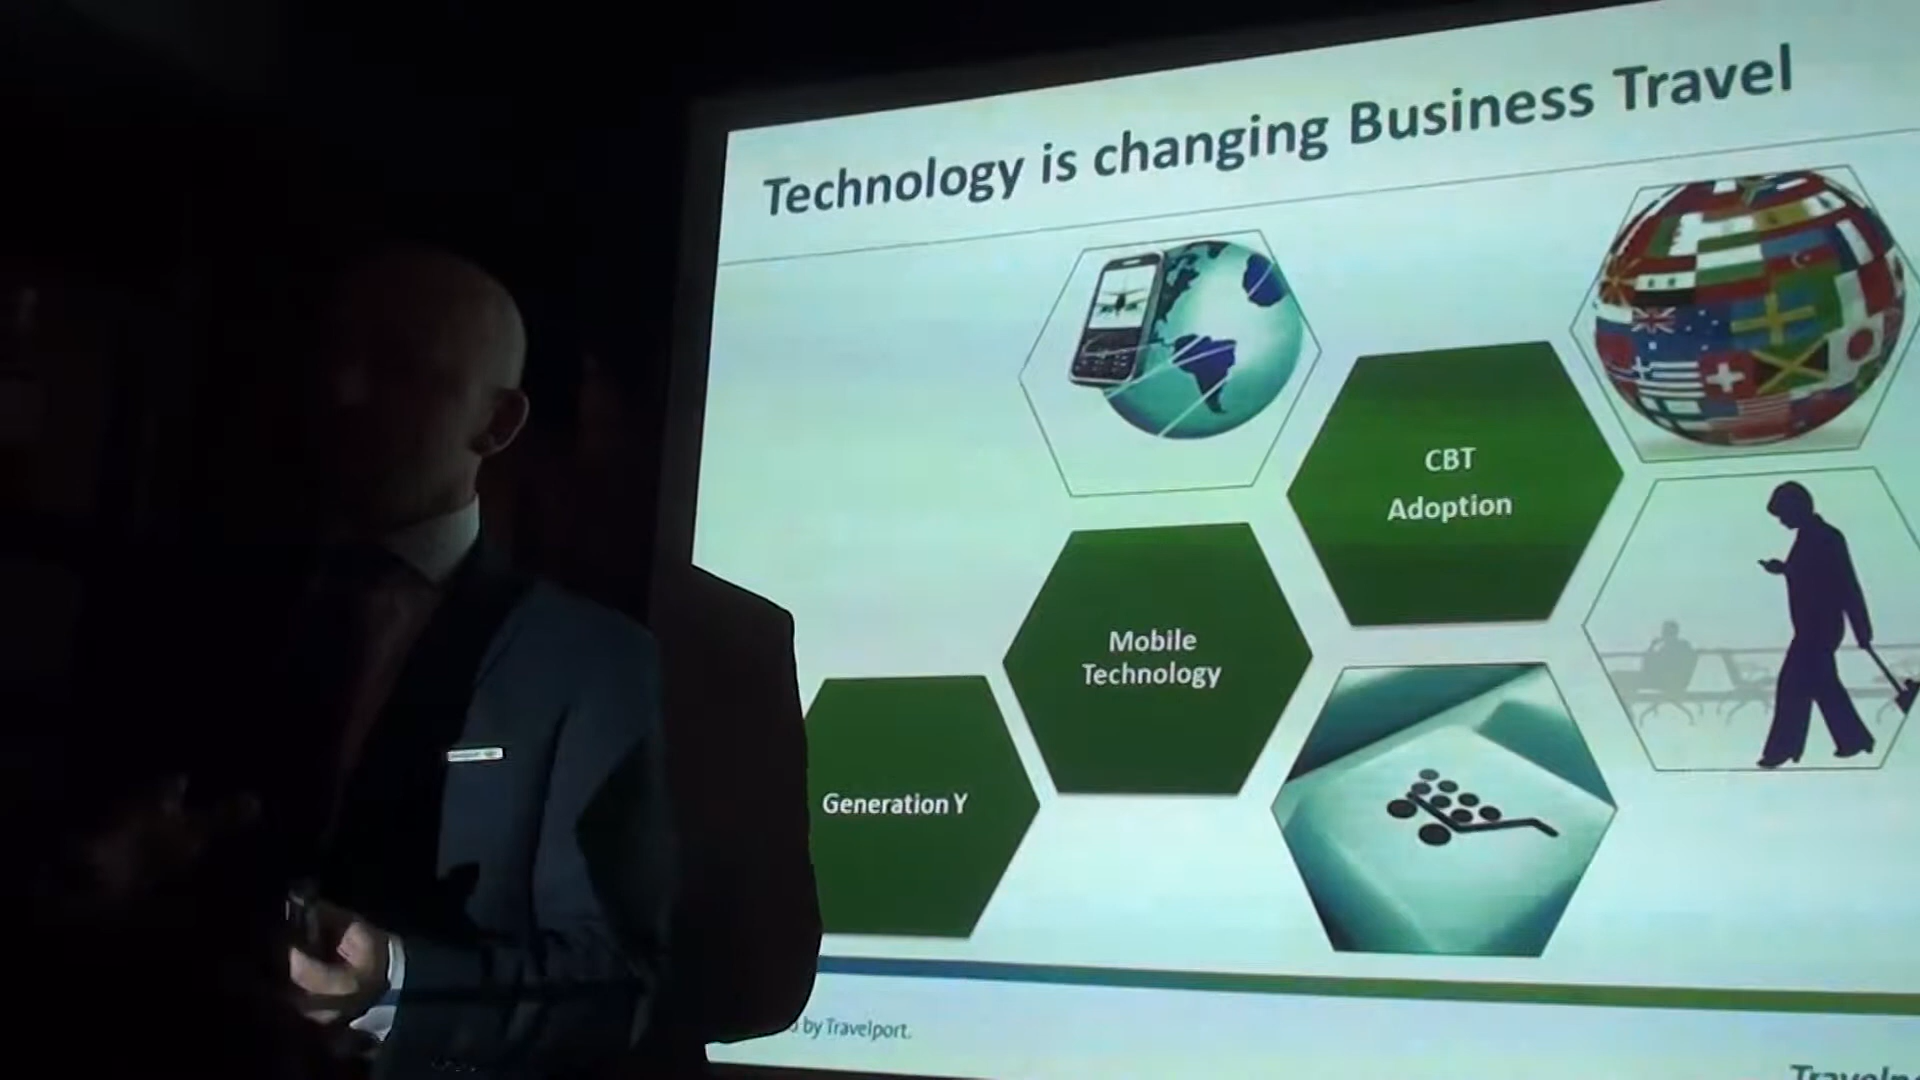 Technology is changing Business Travel
CBT
Adoption
Mobile
Technology
Generation Y
by Travelport.